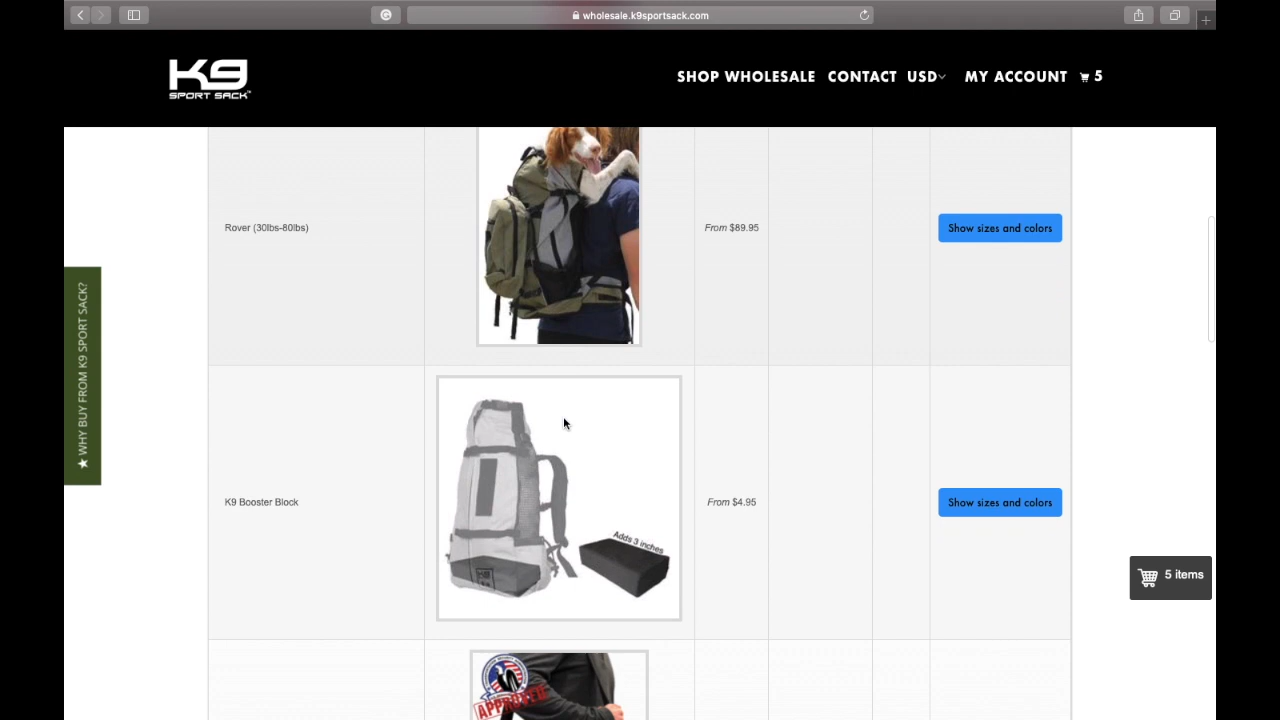 wholesale.k9sportsack.com
K9
SPORT SACK™
SHOP WHOLESALE CONTACT USD MY ACCOUNT 5
Rover (30lbs-80lbs)
From $89.95
Show sizes and colors
★ WHY BUY FROM K9 SPORT SACK?
K9 Booster Block
Adds 3 inches
K9
From $4.95
Show sizes and colors
5 items
APPROVED